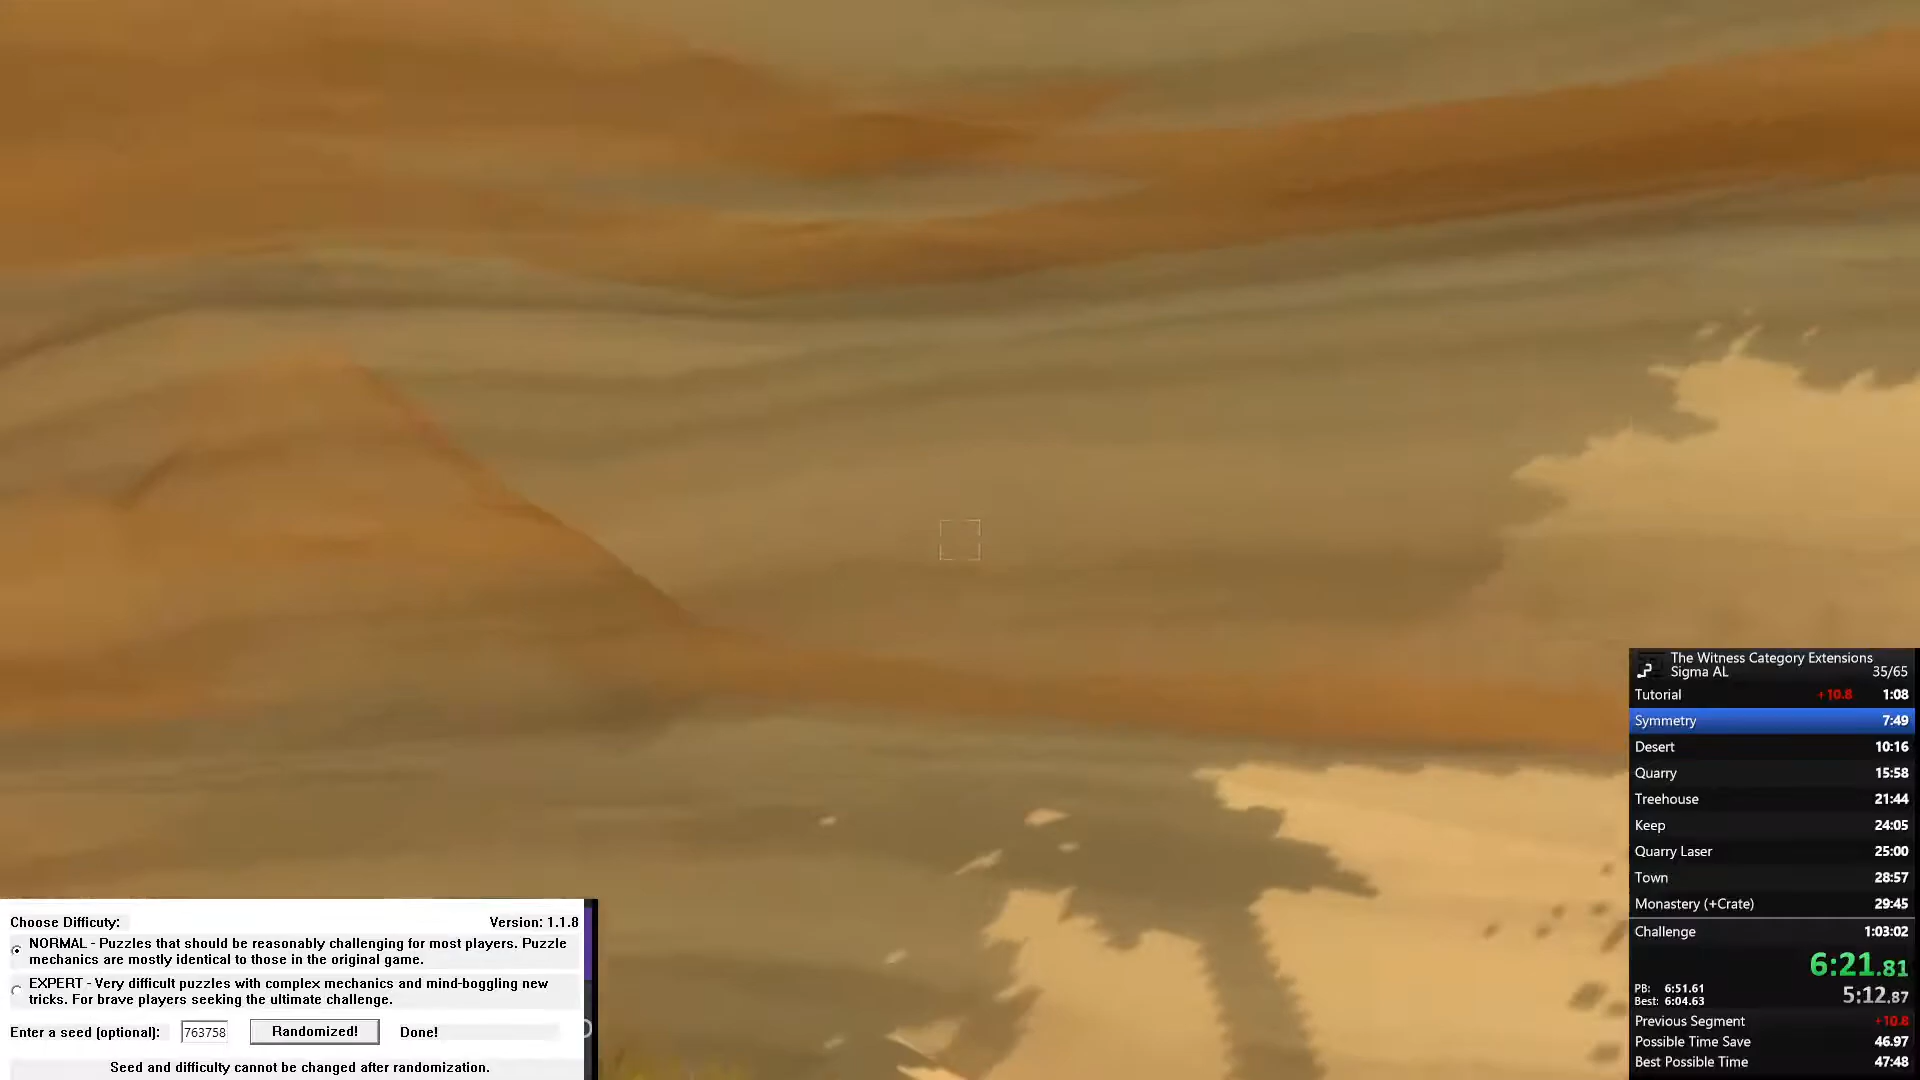 The Witness Category Extensions
Sigma AL 35/65
Tutorial +10.8 1:08
Symmetry 7:49
Desert 10:16
Quarry 15:58
Treehouse 21:44
Keep 24:05
Quarry Laser 25:00
Town 28:57
Monastery (+Crate) 29:45
Challenge 1:03:02
6:21.81
PB: 6:51.61
Best: 6:04.63
5:12.87
Previous Segment +10.8
Possible Time Save 46.97
Best Possible Time 47:48
Choose Difficuty: Version: 1.1.8
NORMAL - Puzzles that should be reasonably challenging for most players. Puzzle
mechanics are mostly identical to those in the original game.
EXPERT - Very difficult puzzles with complex mechanics and mind-boggling new
tricks. For brave players seeking the ultimate challenge.
Enter a seed (optional): 763758 Randomized! Done!
Seed and difficulty cannot be changed after randomization.